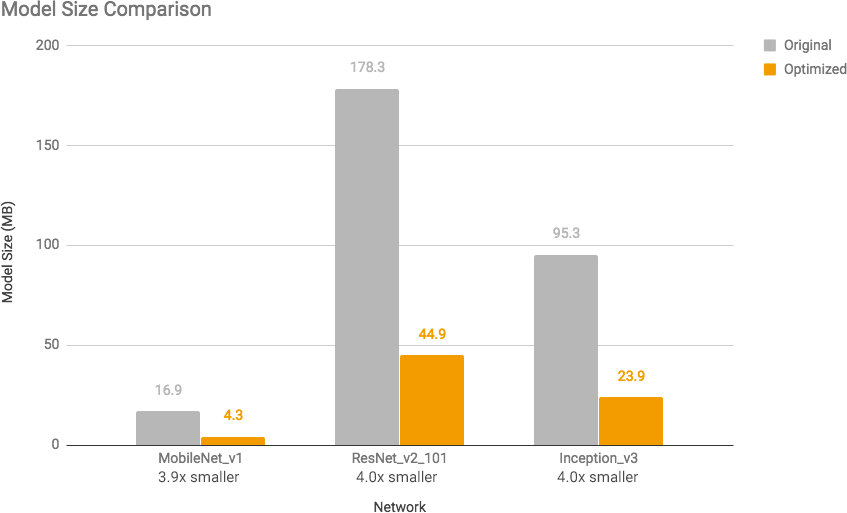 Model Size Comparison
Original
Optimized
200
150
100
50
0
Model Size (MB)
16.9
4.3
178.3
44.9
95.3
23.9
MobileNet_v1
3.9x smaller
ResNet_v2_101
4.0x smaller
Inception_v3
4.0x smaller
Network